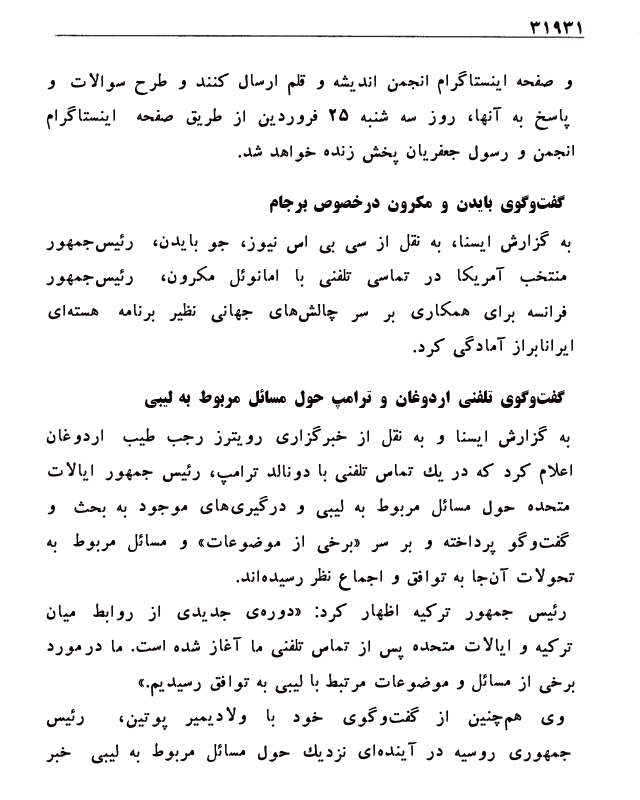 ۳۱۹۳۱
و صفحه اینستاگرام انجمن اندیشه و قلم ارسال کنند و طرح سوالات و
پاسخ به آنها، روز سه شنبه ۲۵ فروردین از طریق صفحه اینستاگرام
انجمن و رسول جعفریان پخش زنده خواهد شد.
گفت‌وگوی بایدن و مکرون درخصوص برجام
به گزارش ایسنا، به نقل از سی بی اس نیوز، جو بایدن، رئیس‌جمهور
منتخب آمریکا در تماسی تلفنی با امانوئل مکرون، رئیس‌جمهور
فرانسه برای همکاری بر سر چالش‌های جهانی نظیر برنامه هسته‌ای
ایرانابراز آمادگی کرد.
گفت‌وگوی تلفنی اردوغان و ترامپ حول مسائل مربوط به لیبی
به گزارش ایسنا و به نقل از خبرگزاری رویترز رجب طیب اردوغان
اعلام کرد که در یك تماس تلفنی با دونالد ترامپ، رئیس جمهور ایالات
متحده حول مسائل مربوط به لیبی و درگیری‌های موجود به بحث و
گفت‌وگو پرداخته و بر سر «برخی از موضوعات» و مسائل مربوط به
تحولات آن‌جا به توافق و اجماع نظر رسیده‌اند.
رئیس جمهور ترکیه اظهار کرد: «دوره‌ی جدیدی از روابط میان
ترکیه و ایالات متحده پس از تماس تلفنی ما آغاز شده است. ما درمورد
برخی از مسائل و موضوعات مرتبط با لیبی به توافق رسیدیم.»
وی هم‌چنین از گفت‌وگوی خود با ولادیمیر پوتین، رئیس
جمهوری روسیه در آینده‌ای نزدیك حول مسائل مربوط به لیبی خبر